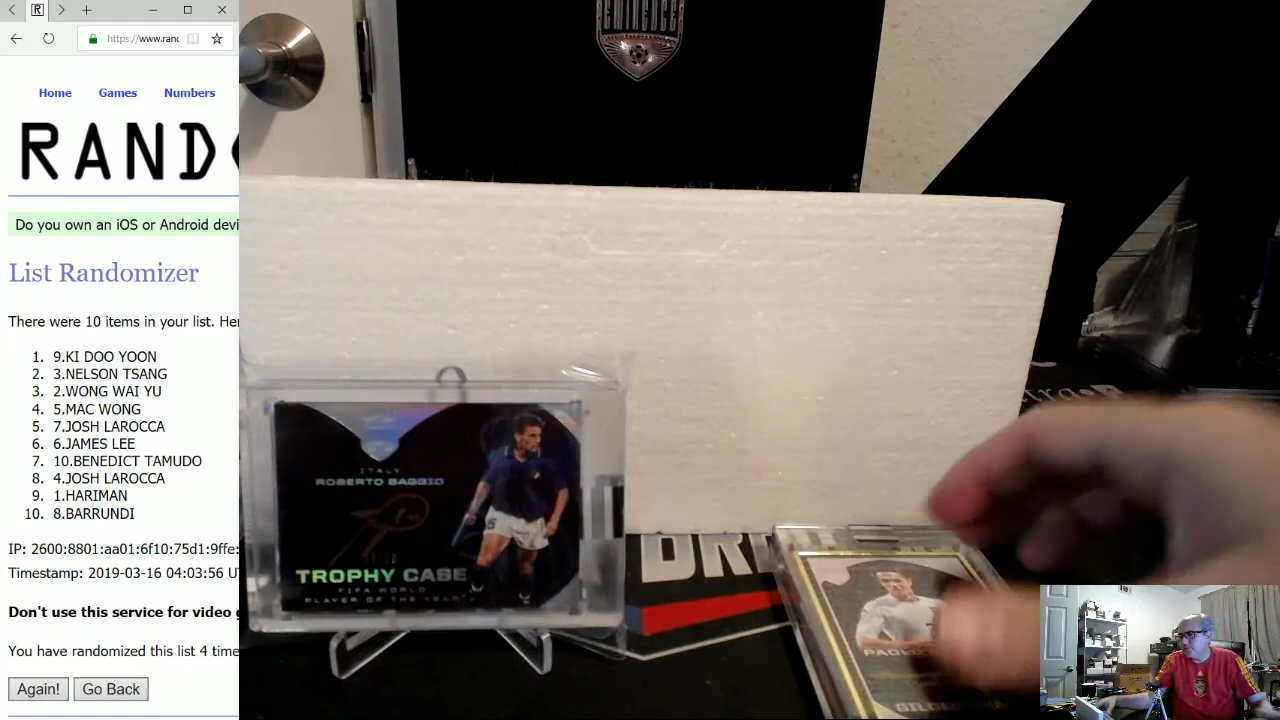 https://www.ranc
Home Games Numbers
RAND
Do you own an iOS or Android devi
List Randomizer
There were 10 items in your list. Her
1. 9.KI DOO YOON
2. 3.NELSON TSANG
3. 2.WONG WAI YU
4. 5.MAC WONG
5. 7.JOSH LAROCCA
6. 6.JAMES LEE
7. 10.BENEDICT TAMUDO
8. 4.JOSH LAROCCA
9. 1.HARIMAN
10. 8.BARRUNDI
IP: 2600:8801:aa01:6f10:75d1:9ffe:
Timestamp: 2019-03-16 04:03:56 U
Don't use this service for video g
You have randomized this list 4 time
Again! Go Back
EMINENCE
ITALY
ROBERTO BAGGIO
TROPHY CASE
FIFA WORLD
PLAYER OF THE YEAR